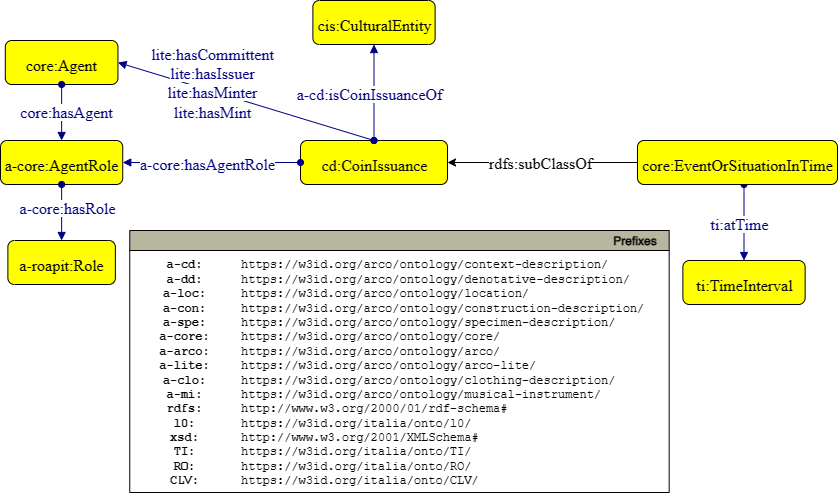 cis:CulturalEntity
core:Agent
lite:hasCommittent
lite:hasIssuer
lite:hasMinter
lite:hasMint
a-cd:isCoinIssuanceOf
core:hasAgent
a-core:AgentRole
a-core:hasAgentRole
cd:CoinIssuance
rdfs:subClassOf
core:EventOrSituationInTime
a-core:hasRole
ti:atTime
a-roapit:Role
ti:TimeInterval
Prefixes
a-cd: https://w3id.org/arco/ontology/context-description/
a-dd: https://w3id.org/arco/ontology/denotative-description/
a-loc: https://w3id.org/arco/ontology/location/
a-con: https://w3id.org/arco/ontology/construction-description/
a-spe: https://w3id.org/arco/ontology/specimen-description/
a-core: https://w3id.org/arco/ontology/core/
a-arco: https://w3id.org/arco/ontology/arco/
a-lite: https://w3id.org/arco/ontology/arco-lite/
a-clo: https://w3id.org/arco/ontology/clothing-description/
a-mi: https://w3id.org/arco/ontology/musical-instrument/
rdfs: http://www.w3.org/2000/01/rdf-schema#
l0: https://w3id.org/italia/onto/l0/
xsd: http://www.w3.org/2001/XMLSchema#
TI: https://w3id.org/italia/onto/TI/
RO: https://w3id.org/italia/onto/RO/
CLV: https://w3id.org/italia/onto/CLV/